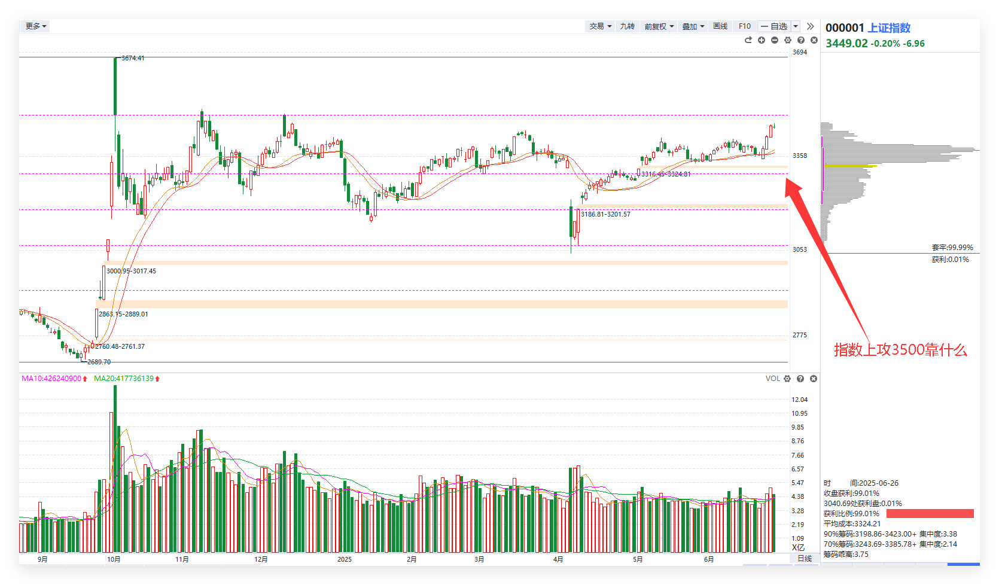 更多
交易 九转 前复权 叠加 画线 F10 一 自选
000001 上证指数
3449.02 -0.20% -6.96
3694
3674.41
3358
3316.45-3324.81
3186.81-3201.57
3053
套牢:99.99%
获利:0.01%
3000.95-3017.45
2863.15-2889.01
2775
2760.48-2761.37
指数上攻3500靠什么
2689.70
MA10:426240900 MA20:417736139
VOL
12.04
10.95
9.85
8.76
7.66
6.57
5.47
4.38
3.28
2.19
1.09
X亿
时 间:2025-06-26
收盘获利:99.01%
3040.69处获利盘:0.01%
获利比例:99.01%
平均成本:3324.21
90%筹码:3198.86-3423.00+ 集中度:3.38
70%筹码:3243.69-3385.78+ 集中度:2.14
筹码乖离:3.75
9月 10月 11月 12月 2025 2月 3月 4月 5月 6月 日线